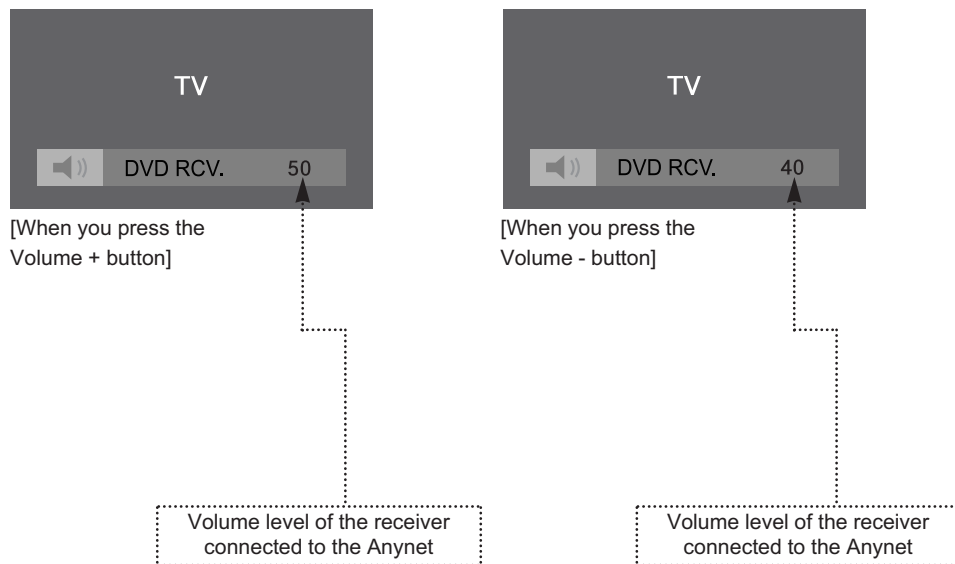 TV
DVD RCV. 50
[When you press the
Volume + button]
Volume level of the receiver
connected to the Anynet
TV
DVD RCV. 40
[When you press the
Volume - button]
Volume level of the receiver
connected to the Anynet